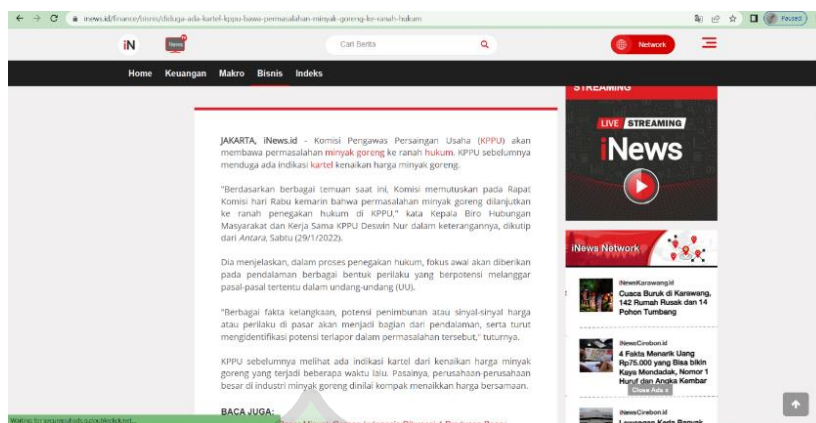 inews.id/finance/bisnis/diduga-ada-kartel-kppu-bawa-permasalahan-minyak-goreng-ke-ranah-hukum
Paused
iN
News
Cari Berita
Network
Home Keuangan Makro Bisnis Indeks
JAKARTA, iNews.id - Komisi Pengawas Persaingan Usaha (KPPU) akan
membawa permasalahan minyak goreng ke ranah hukum. KPPU sebelumnya
menduga ada indikasi kartel kenaikan harga minyak goreng.
"Berdasarkan berbagai temuan saat ini, Komisi memutuskan pada Rapat
Komisi hari Rabu kemarin bahwa permasalahan minyak goreng dilanjutkan
ke ranah penegakan hukum di KPPU," kata Kepala Biro Hubungan
Masyarakat dan Kerja Sama KPPU Deswin Nur dalam keterangannya, dikutip
dari Antara, Sabtu (29/1/2022).
Dia menjelaskan, dalam proses penegakan hukum, fokus awal akan diberikan
pada pendalaman berbagai bentuk perilaku yang berpotensi melanggar
pasal-pasal tertentu dalam undang-undang (UU).
"Berbagai fakta kelangkaan, potensi penimbunan atau sinyal-sinyal harga
atau perilaku di pasar akan menjadi bagian dari pendalaman, serta turut
mengidentifikasi potensi terlapor dalam permasalahan tersebut," tuturnya.
KPPU sebelumnya melihat ada indikasi kartel dari kenaikan harga minyak
goreng yang terjadi beberapa waktu lalu. Pasalnya, perusahaan-perusahaan
besar di industri minyak goreng dinilai kompak menaikkan harga bersamaan.
BACA JUGA:
STREAMING
LIVE STREAMING
iNews
iNews Network
iNewsKarawang.id
Cuaca Buruk di Karawang,
142 Rumah Rusak dan 14
Pohon Tumbang
iNewsCirebon.id
4 Fakta Menarik Uang
Rp75.000 yang Bisa bikin
Kaya Mendadak, Nomor 1
Huruf dan Angka Kembar
Close Ads x
iNewsCirebon.id